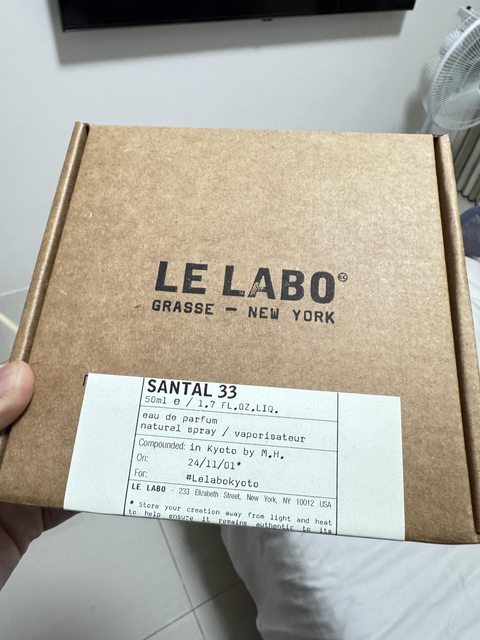 LE LABO
GRASSE — NEW YORK
SANTAL 33
50ml e / 1.7 FL.OZ.LIQ.
eau de parfum
natural spray / vaporisateur
Compounded: in Kyoto by M.H.
On: 24/11/01*
For: #Lelabokyoto
LE LABO - 233 Elizabeth Street, New York, NY 10012 USA
* Store your creation away from light and heat
to help ensure it remains authentic to its